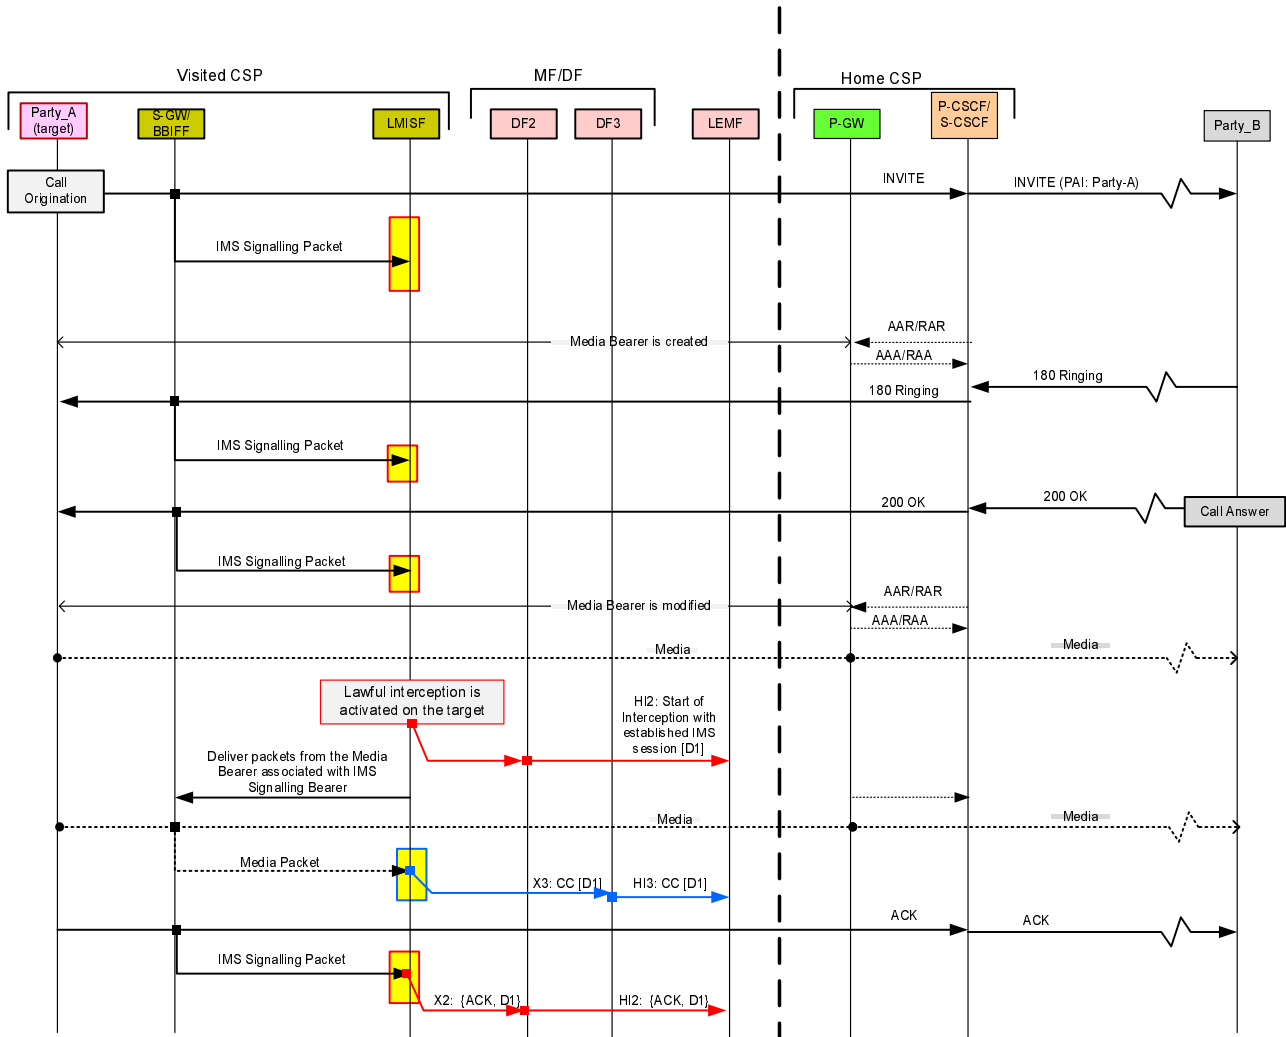 Visited CSP
MF/DF
Home CSP
Party_A
(target)
S-GW/
BBIFF
LMISF
DF2
DF3
LEMF
P-GW
P-CSCF/
S-CSCF
Party_B
Call
Origination
INVITE
INVITE (PAI: Party-A)
IMS Signalling Packet
AAR/RAR
Media Bearer is created
AAA/RAA
180 Ringing
180 Ringing
IMS Signalling Packet
200 OK
200 OK
Call Answer
IMS Signalling Packet
AAR/RAR
Media Bearer is modified
AAA/RAA
Media
Media
Lawful interception is
activated on the target
HI2: Start of
Interception with
established IMS
session [D1]
Deliver packets from the Media
Bearer associated with IMS
Signalling Bearer
Media
Media
Media Packet
X3: CC [D1]
HI3: CC [D1]
ACK
ACK
IMS Signalling Packet
X2: {ACK, D1}
HI2: {ACK, D1}